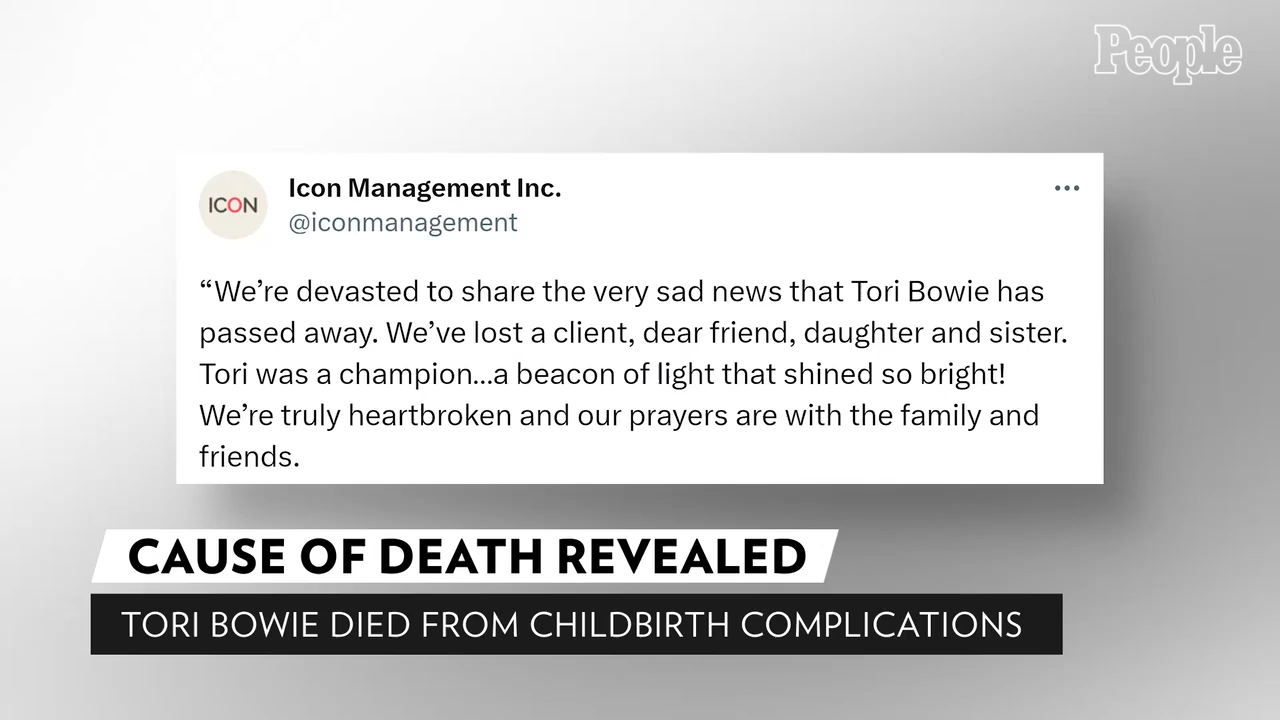 People
ICON
Icon Management Inc.
@iconmanagement
“We’re devasted to share the very sad news that Tori Bowie has
passed away. We’ve lost a client, dear friend, daughter and sister.
Tori was a champion...a beacon of light that shined so bright!
We’re truly heartbroken and our prayers are with the family and
friends.
CAUSE OF DEATH REVEALED
TORI BOWIE DIED FROM CHILDBIRTH COMPLICATIONS